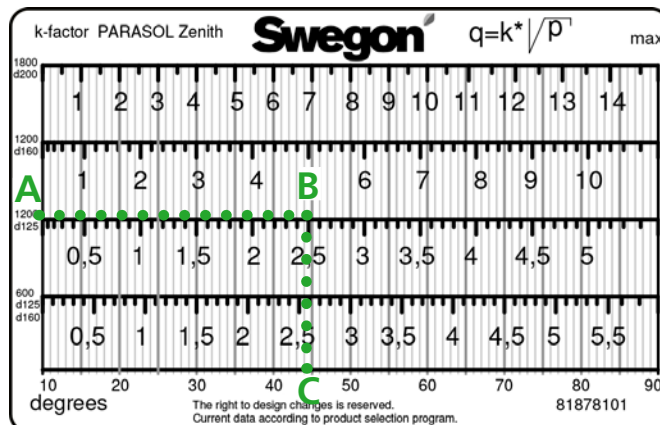 k-factor PARASOL Zenith Swegon q=k*√p max
1800
d200
1 2 3 4 5 6 7 8 9 10 11 12 13 14
1200
d160
1 2 3 4 6 7 8 9 10
A B
1200
d125
0,5 1 1,5 2 2,5 3 3,5 4 4,5 5
600
d125
d160
0,5 1 1,5 2 2,5 3 3,5 4 4,5 5 5,5
10 20 30 40 C 50 60 70 80 90
degrees The right to design changes is reserved. 81878101
Current data according to product selection program.